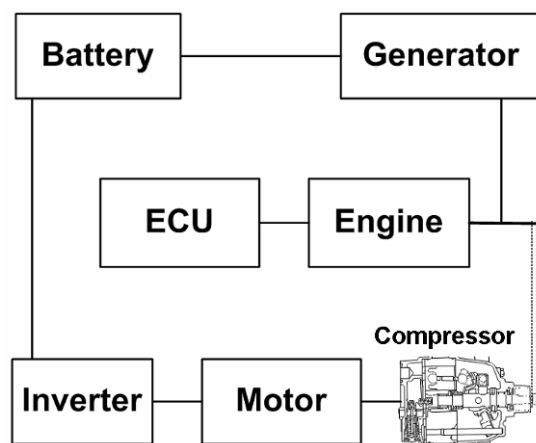 Battery
Generator
ECU
Engine
Compressor
Inverter
Motor